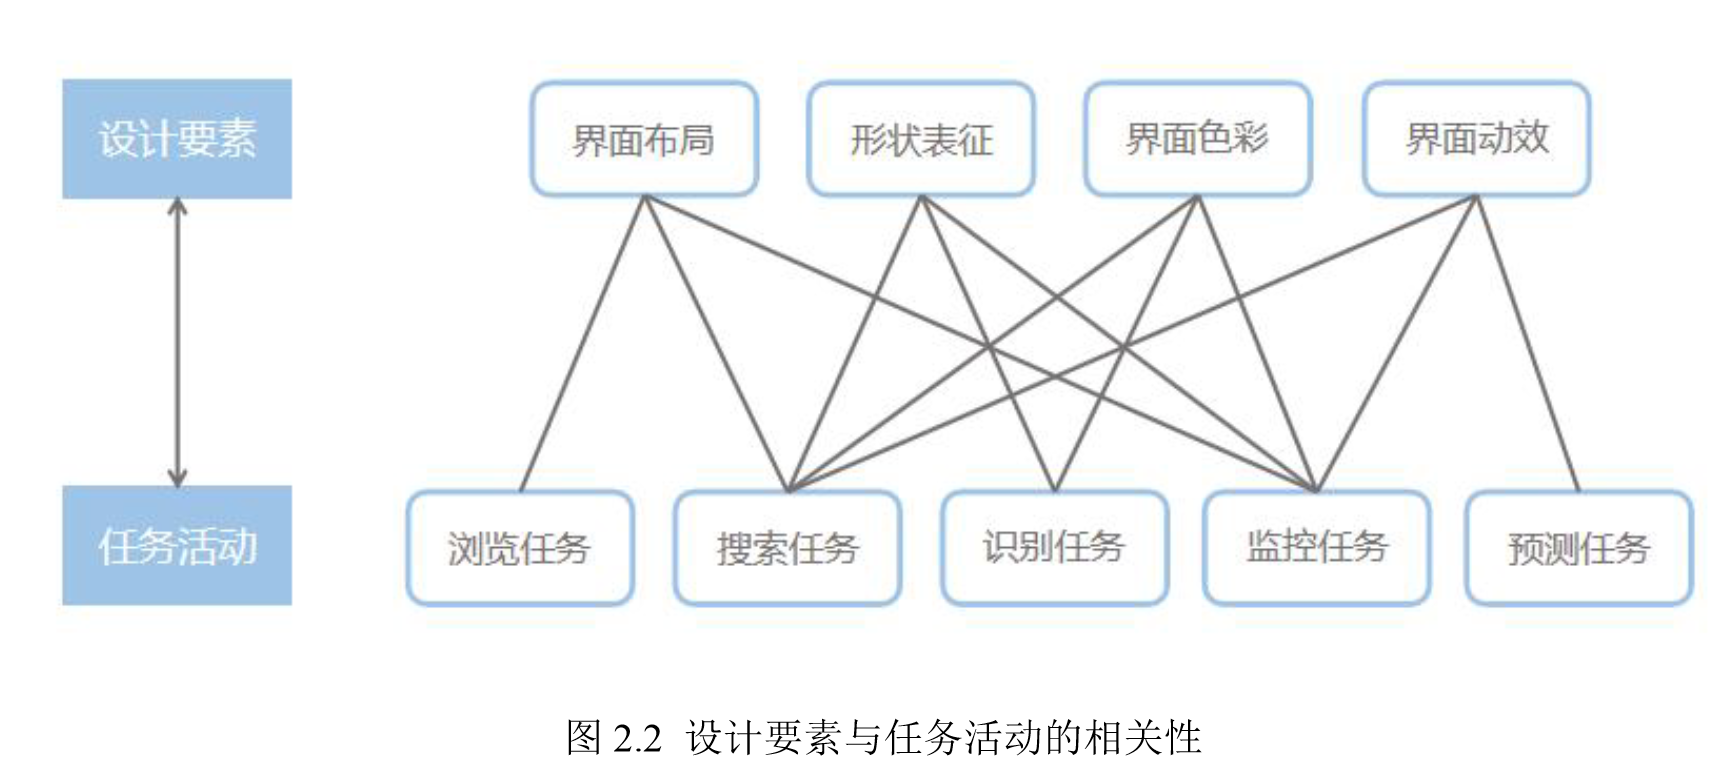 设计要素
界面布局
形状表征
界面色彩
界面动效
任务活动
浏览任务
搜索任务
识别任务
监控任务
预测任务
图 2.2 设计要素与任务活动的相关性